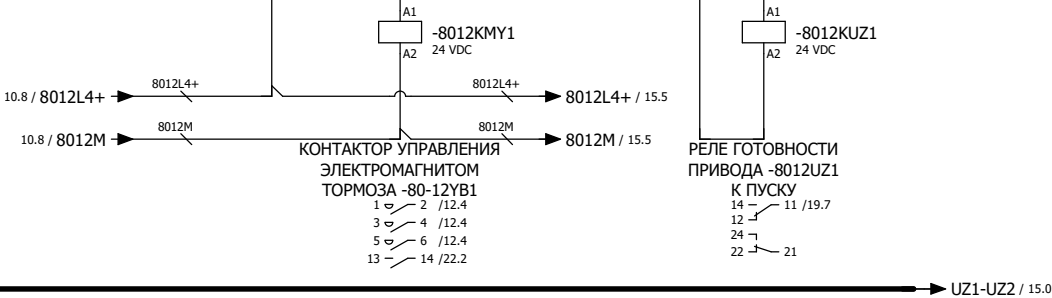 A1
-8012KMY1
24 VDC
A2
A1
-8012KUZ1
24 VDC
A2
10.8 / 8012L4+
8012L4+
8012L4+
8012L4+ / 15.5
10.8 / 8012M
8012M
8012M
8012M / 15.5
КОНТАКТОР УПРАВЛЕНИЯ
ЭЛЕКТРОМАГНИТОМ
ТОРМОЗА -80-12YB1
1 2 /12.4
3 4 /12.4
5 6 /12.4
13 14 /22.2
РЕЛЕ ГОТОВНОСТИ
ПРИВОДА -8012UZ1
К ПУСКУ
14 11 /19.7
12
24
22 21
UZ1-UZ2 / 15.0